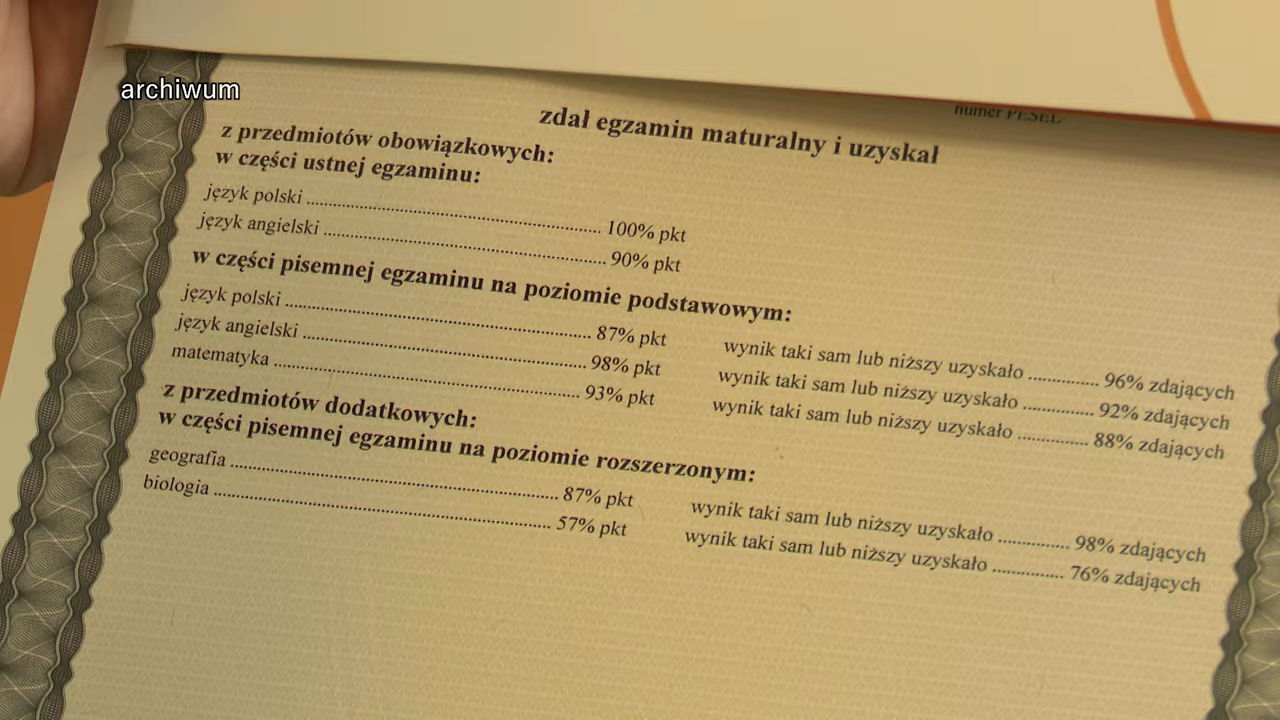 archiwum
numer PESEL
zdał egzamin maturalny i uzyskał
z przedmiotów obowiązkowych:
w części ustnej egzaminu:
język polski ........................................................ 100% pkt
język angielski ..................................................... 90% pkt
w części pisemnej egzaminu na poziomie podstawowym:
język polski .......................................................... 87% pkt wynik taki sam lub niższy uzyskało ............. 96% zdających
język angielski ..................................................... 98% pkt wynik taki sam lub niższy uzyskało ............. 92% zdających
matematyka .......................................................... 93% pkt wynik taki sam lub niższy uzyskało ............. 88% zdających
z przedmiotów dodatkowych:
w części pisemnej egzaminu na poziomie rozszerzonym:
geografia .............................................................. 87% pkt wynik taki sam lub niższy uzyskało ............. 98% zdających
biologia ................................................................ 57% pkt wynik taki sam lub niższy uzyskało ............. 76% zdających